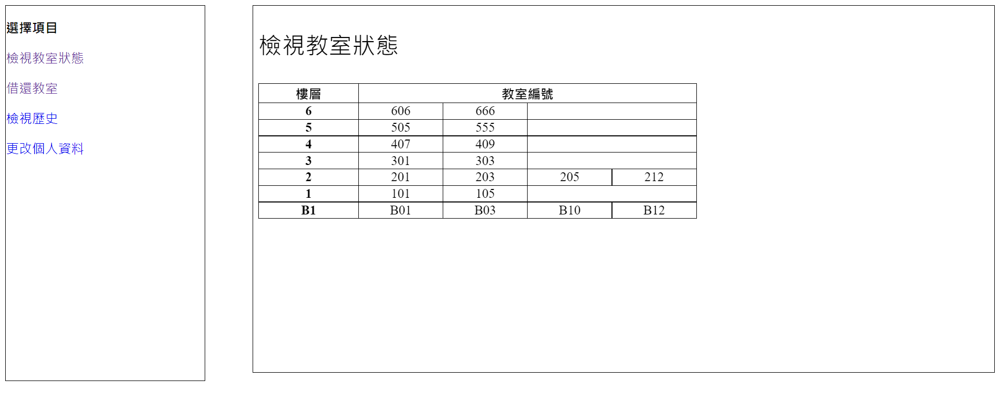 選擇項目
檢視教室狀態
借還教室
檢視歷史
更改個人資料
檢視教室狀態
樓層 教室編號
6 606 666
5 505 555
4 407 409
3 301 303
2 201 203 205 212
1 101 105
B1 B01 B03 B10 B12